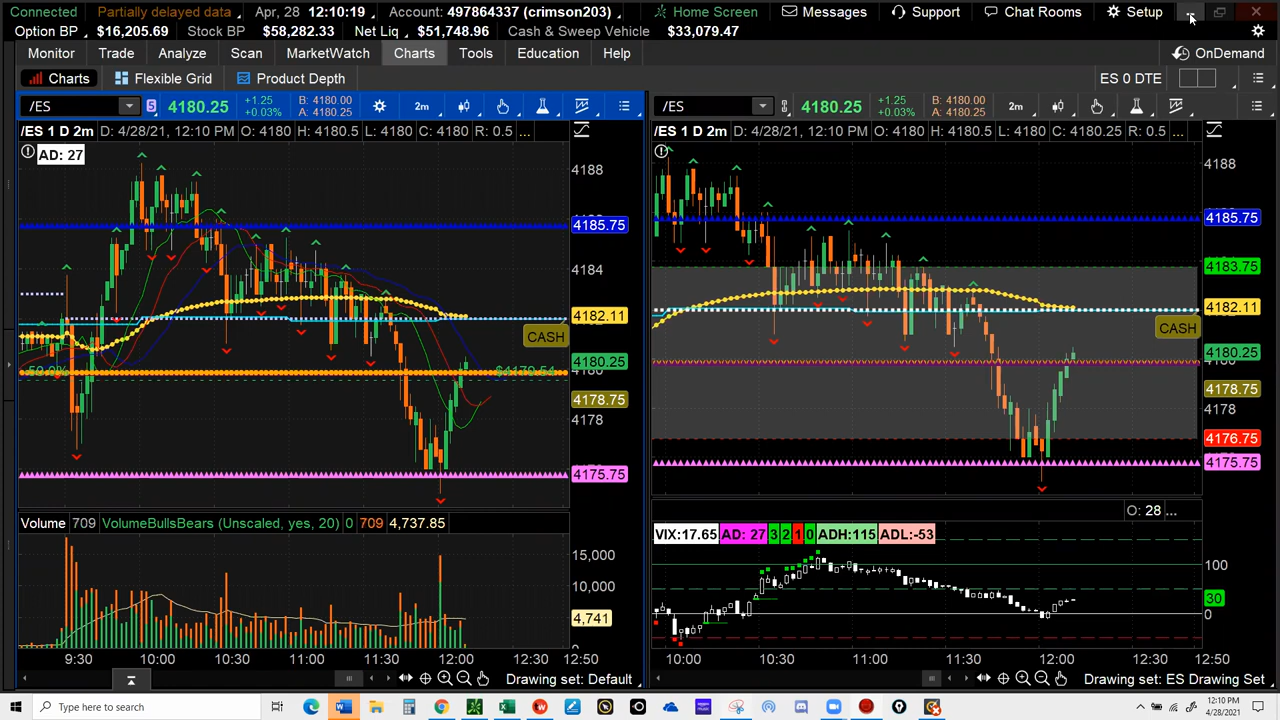 Connected Partially delayed data Apr, 28 12:10:19 Account: 497864337 (crimson203) Home Screen Messages Support Chat Rooms Setup
Option BP $16,205.69 Stock BP $58,282.33 Net Liq $51,748.96 Cash & Sweep Vehicle $33,079.47
Monitor Trade Analyze Scan MarketWatch Charts Tools Education Help OnDemand
Charts Flexible Grid Product Depth ES 0 DTE
/ES 4180.25 +1.25 +0.03% B: 4180.00 A: 4180.25 2m
/ES 4180.25 +1.25 +0.03% B: 4180.00 A: 4180.25 2m
/ES 1 D 2m D: 4/28/21, 12:10 PM O: 4180 H: 4180.5 L: 4180 C: 4180 R: 0.5 ...
/ES 1 D 2m D: 4/28/21, 12:10 PM O: 4180 H: 4180.5 L: 4180 C: 4180.25 R: 0.5 ...
AD: 27
4188
4185.75
4184
4182.11
CASH
4180.25
50.0% $4179.54
4178.75
4178
4175.75
4188
4185.75
4183.75
4182.11
CASH
4180.25
4178.75
4178
4176.75
4175.75
Volume 709 VolumeBullsBears (Unscaled, yes, 20) 0 709 4,737.85
15,000
10,000
4,741
9:30 10:00 10:30 11:00 11:30 12:00 12:30 12:50
Drawing set: Default
O: 28 ...
VIX:17.65 AD: 27 3 2 1 0 ADH:115 ADL:-53
100
30
0
10:00 10:30 11:00 11:30 12:00 12:50
Drawing set: ES Drawing Set
Type here to search
12:10 PM
4/28/2021